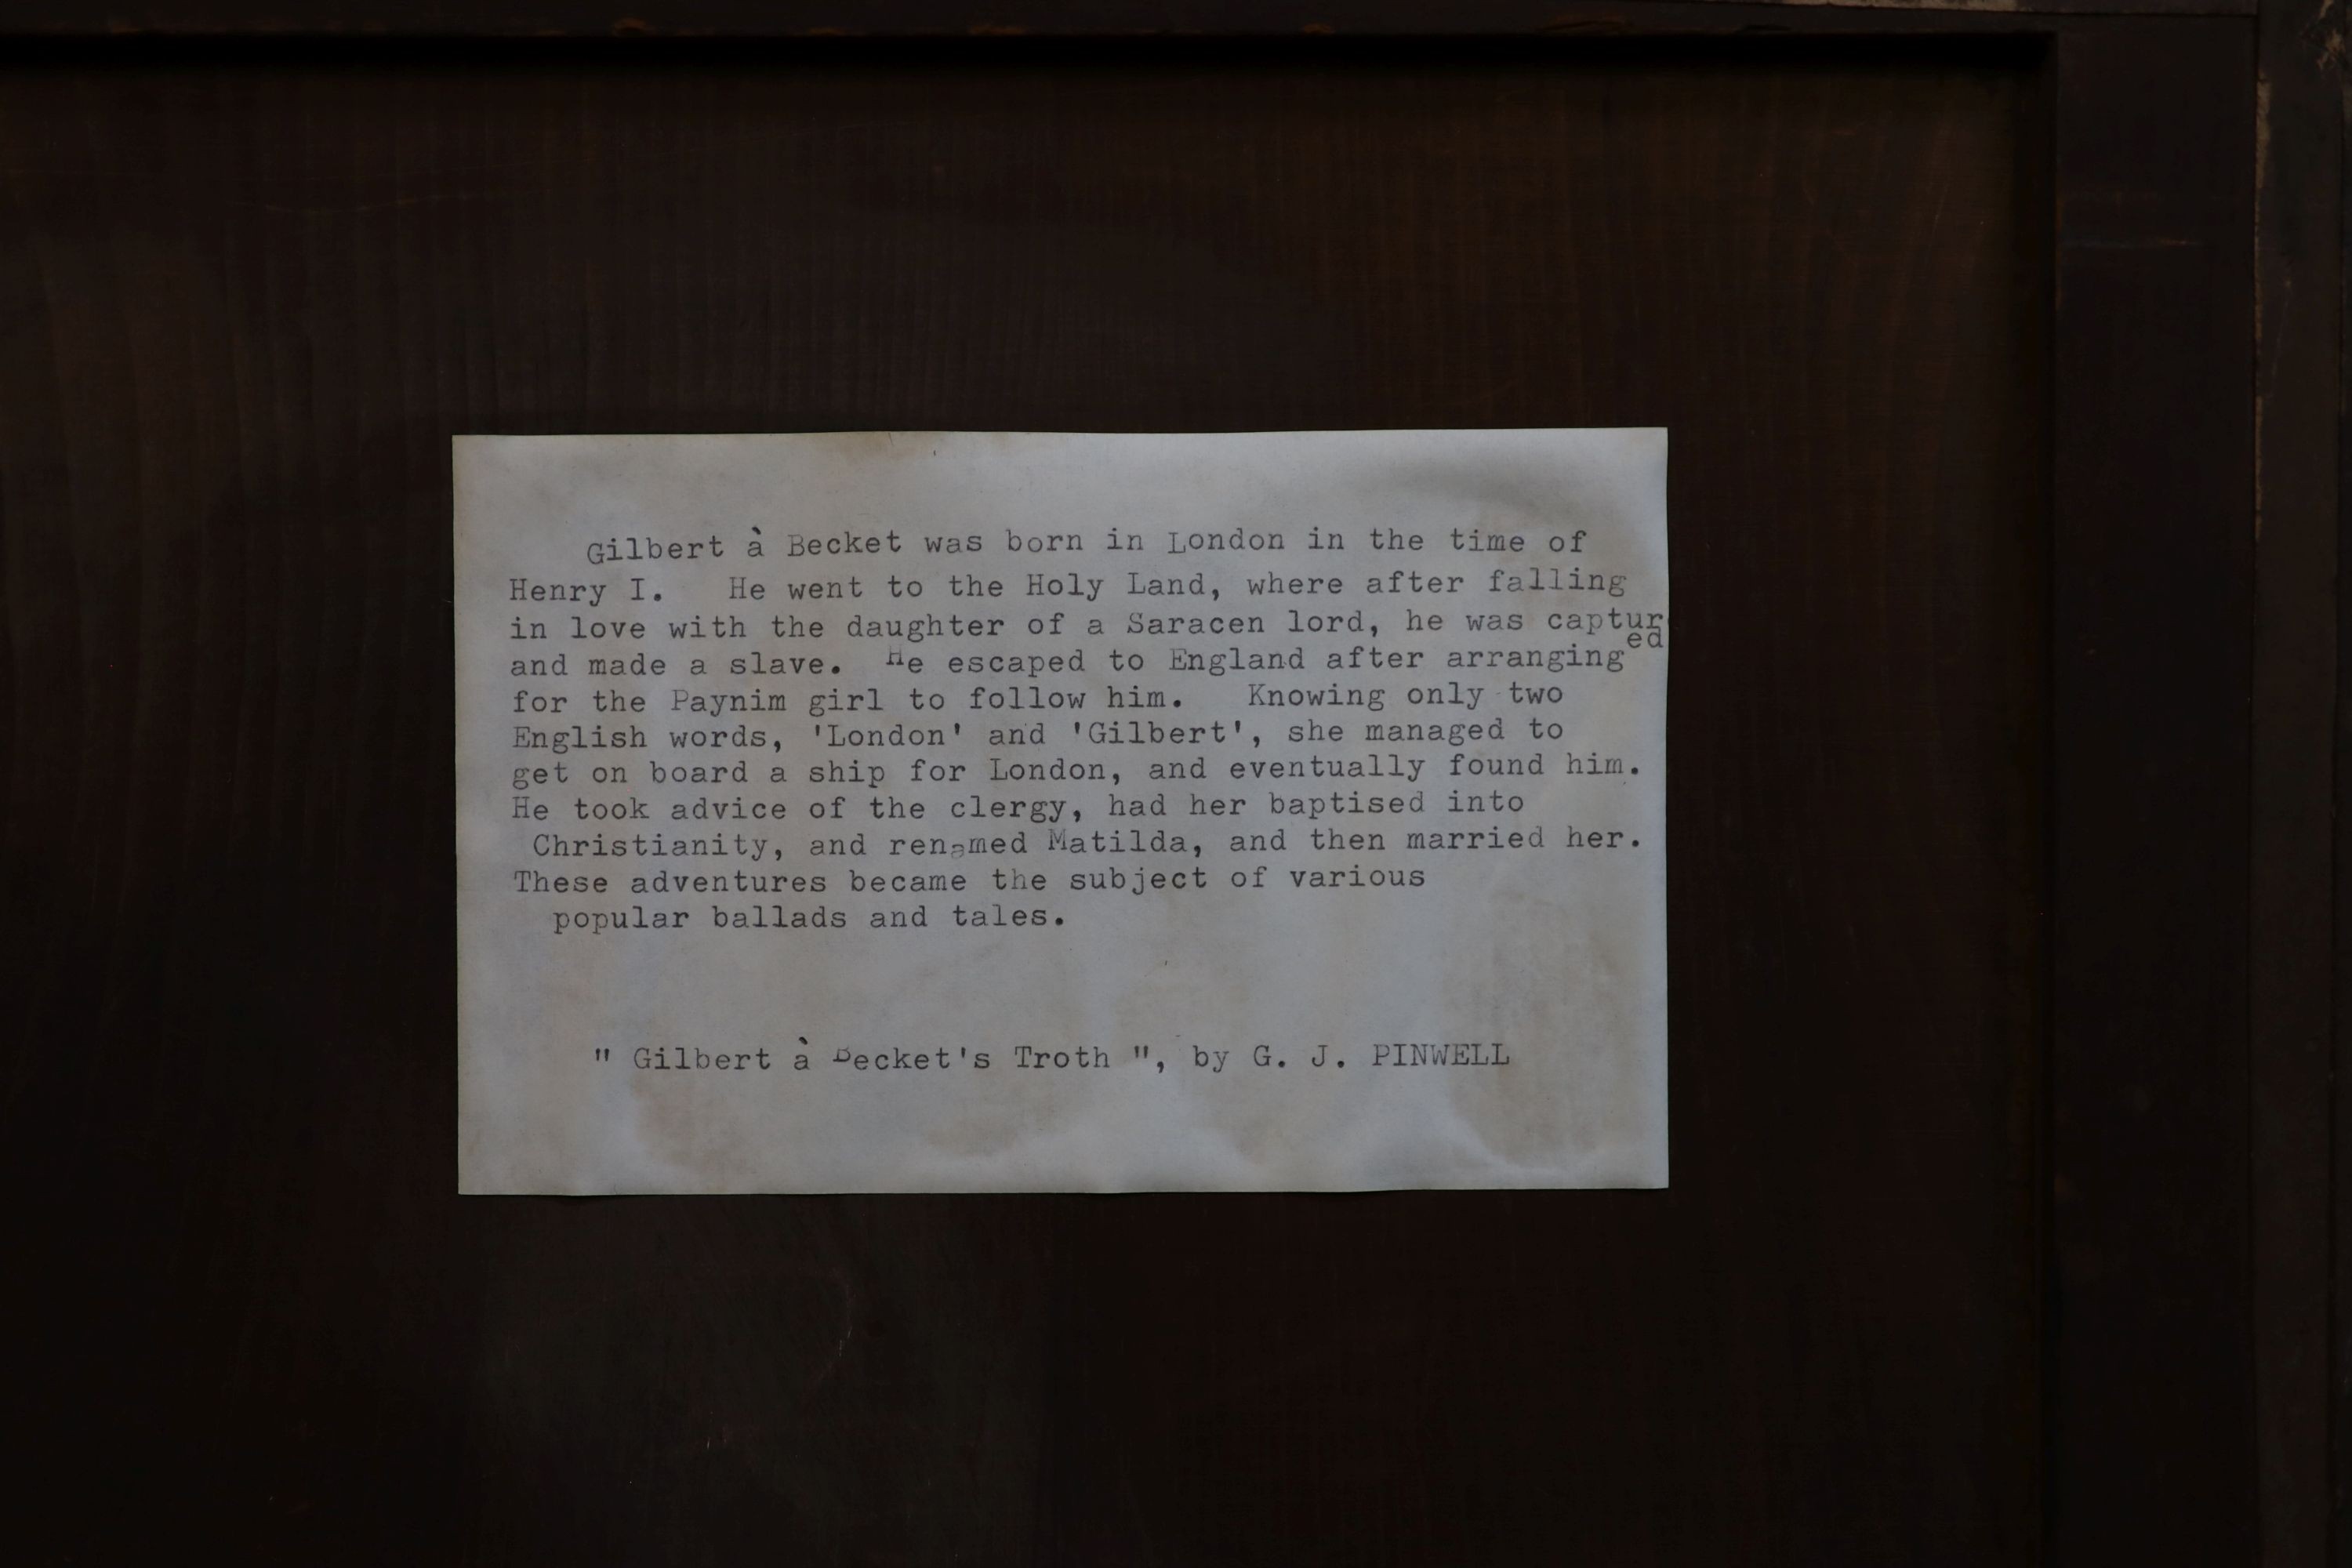 Gilbert à Becket was born in London in the time of
Henry I. He went to the Holy Land, where after falling
in love with the daughter of a Saracen lord, he was captured
and made a slave. He escaped to England after arranging
for the Paynim girl to follow him. Knowing only two
English words, 'London' and 'Gilbert', she managed to
get on board a ship for London, and eventually found him.
He took advice of the clergy, had her baptised into
Christianity, and renamed Matilda, and then married her.
These adventures became the subject of various
popular ballads and tales.
" Gilbert à Becket's Troth ", by G. J. PINWELL